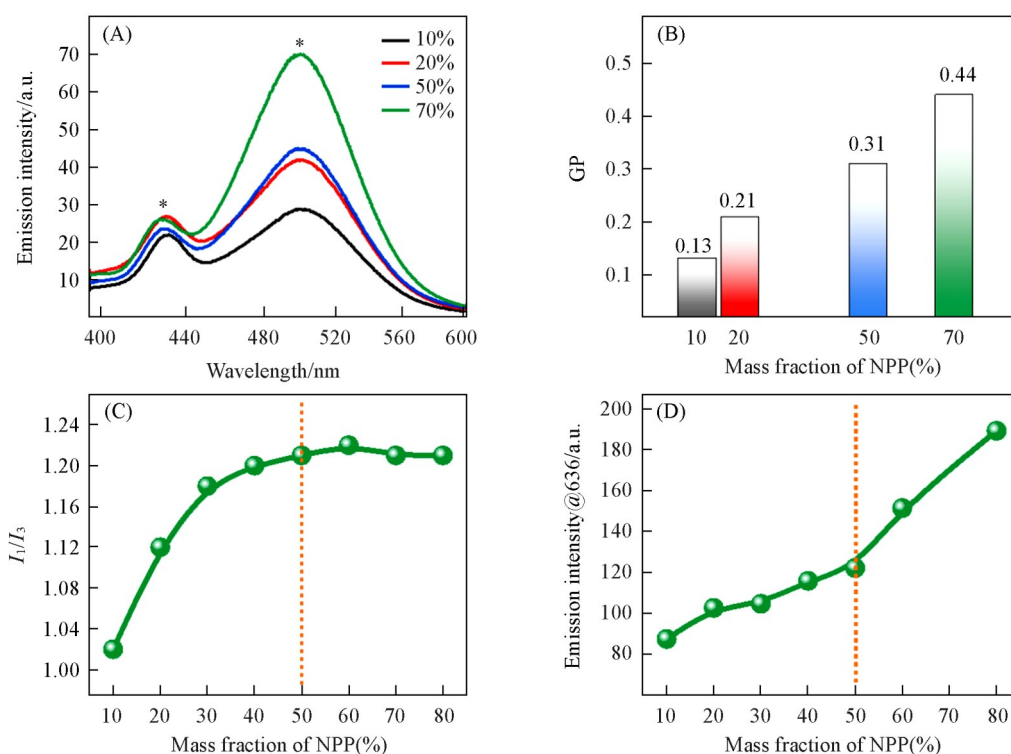 (A)
*
*
10%
20%
50%
70%
70
60
50
40
30
20
10
Emission intensity/a.u.
400 440 480 520 560 600
Wavelength/nm
(B)
0.5
0.4
0.3
0.2
0.1
GP
0.13
0.21
0.31
0.44
10 20 50 70
Mass fraction of NPP(%)
(C)
1.24
1.20
1.16
1.12
1.08
1.04
1.00
I₁/I₃
10 20 30 40 50 60 70 80
Mass fraction of NPP(%)
(D)
200
180
160
140
120
100
80
Emission intensity@636/a.u.
10 20 30 40 50 60 70 80
Mass fraction of NPP(%)